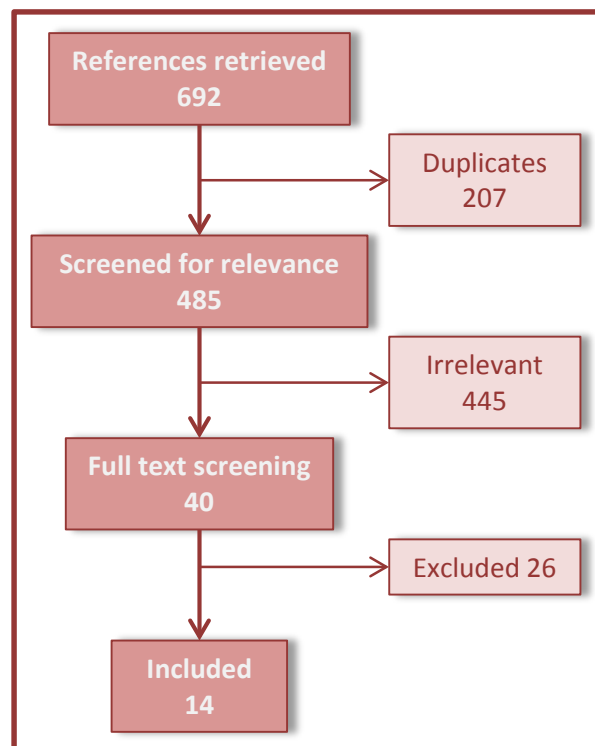 References retrieved
692
Duplicates
207
Screened for relevance
485
Irrelevant
445
Full text screening
40
Excluded 26
Included
14